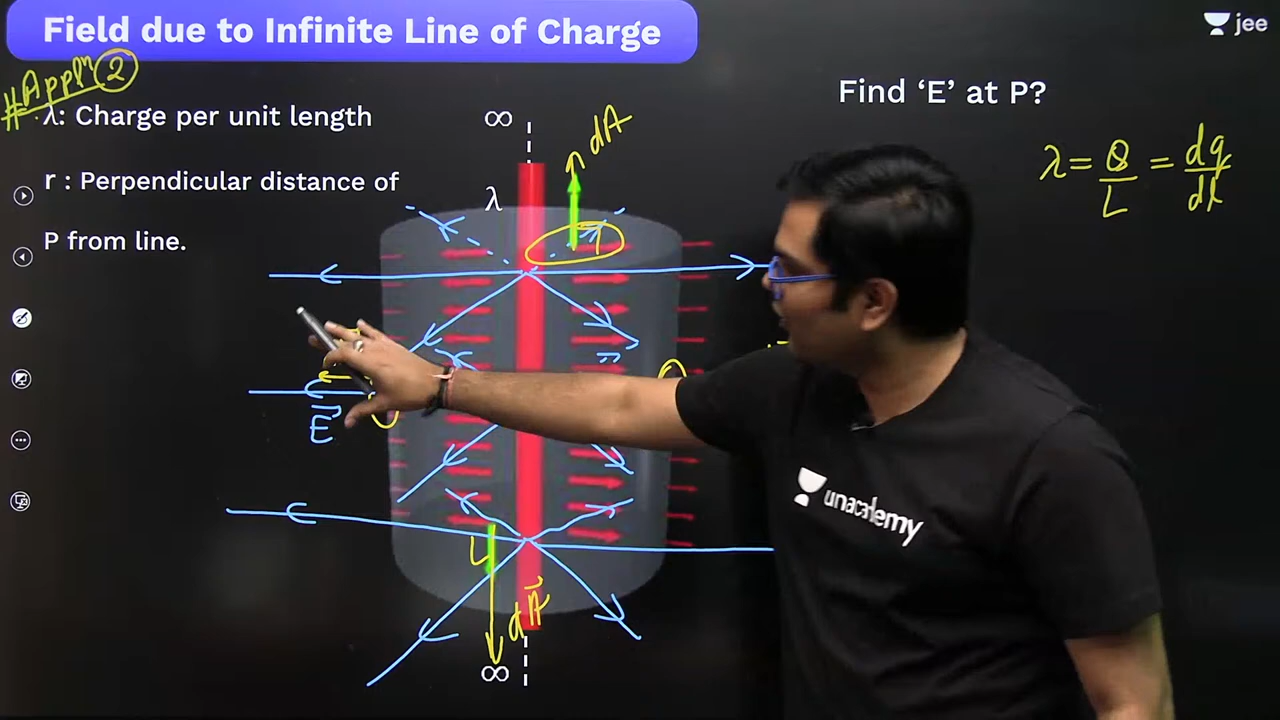 Field due to Infinite Line of Charge
jee
#Applⁿ ②
λ: Charge per unit length
r : Perpendicular distance of
P from line.
Find ‘E’ at P?
λ = Q/L = dq/dl
∞
dA
λ
E⃗
L
dA⃗
∞
unacademy